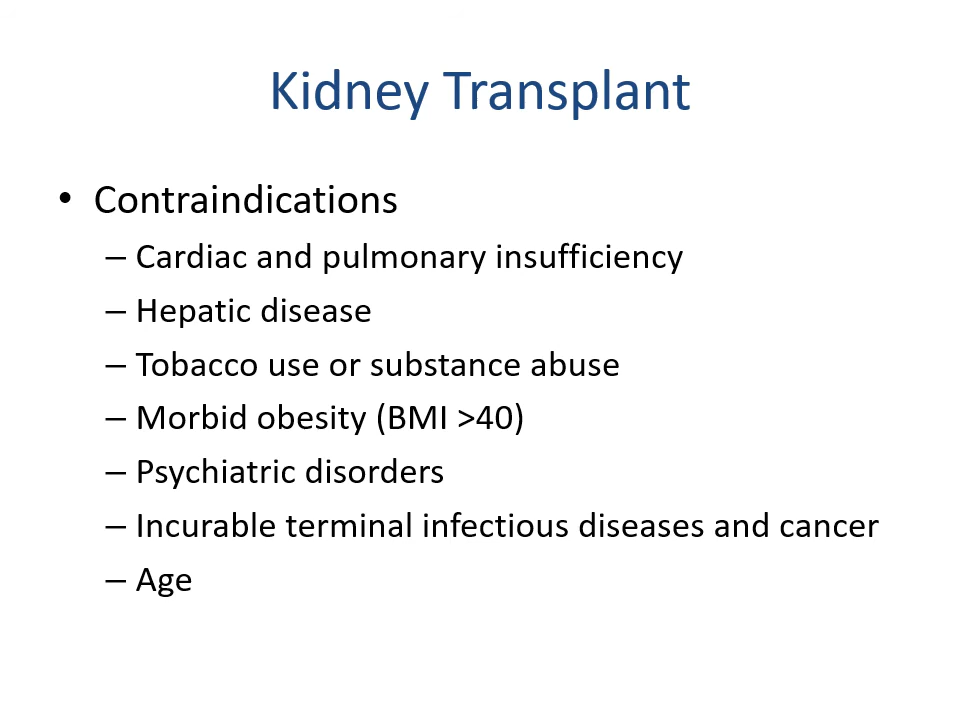 Kidney Transplant
• Contraindications
– Cardiac and pulmonary insufficiency
– Hepatic disease
– Tobacco use or substance abuse
– Morbid obesity (BMI >40)
– Psychiatric disorders
– Incurable terminal infectious diseases and cancer
– Age